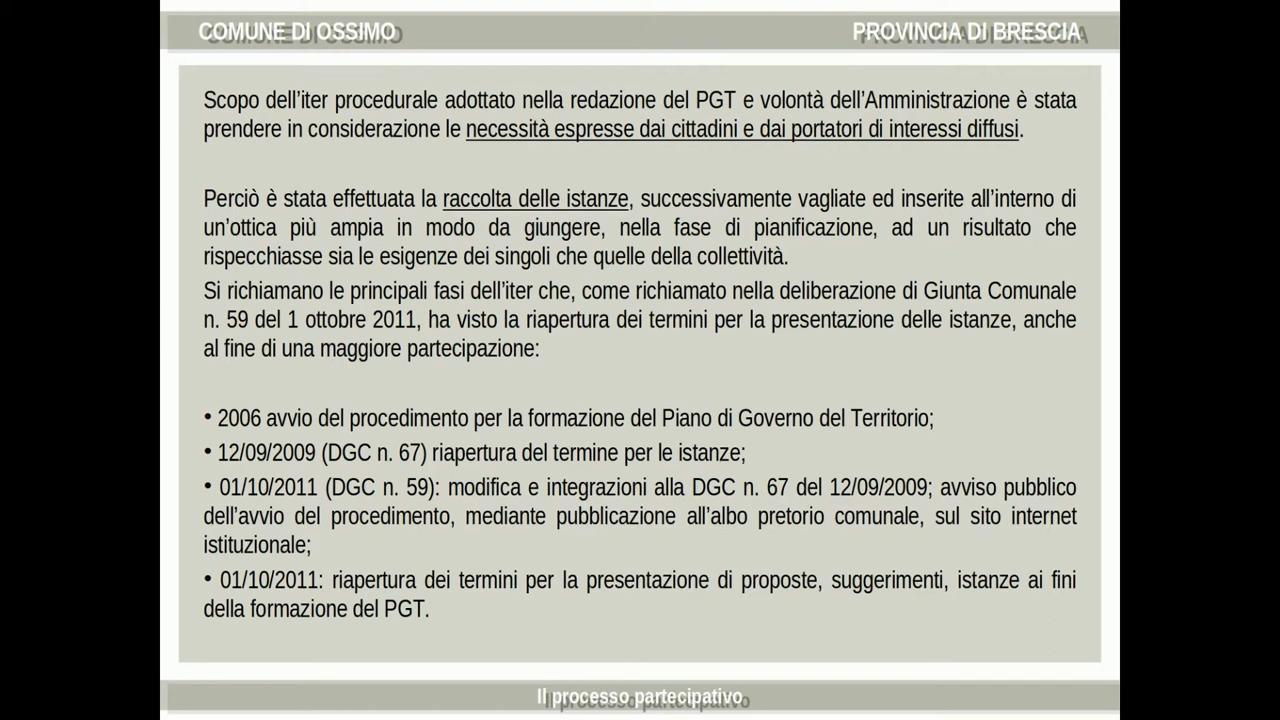 COMUNE DI OSSIMO
PROVINCIA DI BRESCIA
Scopo dell'iter procedurale adottato nella redazione del PGT e volontà dell'Amministrazione è stata
prendere in considerazione le necessità espresse dai cittadini e dai portatori di interessi diffusi.
Perciò è stata effettuata la raccolta delle istanze, successivamente vagliate ed inserite all'interno di
un'ottica più ampia in modo da giungere, nella fase di pianificazione, ad un risultato che
rispecchiasse sia le esigenze dei singoli che quelle della collettività.
Si richiamano le principali fasi dell'iter che, come richiamato nella deliberazione di Giunta Comunale
n. 59 del 1 ottobre 2011, ha visto la riapertura dei termini per la presentazione delle istanze, anche
al fine di una maggiore partecipazione:
• 2006 avvio del procedimento per la formazione del Piano di Governo del Territorio;
• 12/09/2009 (DGC n. 67) riapertura del termine per le istanze;
• 01/10/2011 (DGC n. 59): modifica e integrazioni alla DGC n. 67 del 12/09/2009; avviso pubblico
dell'avvio del procedimento, mediante pubblicazione all'albo pretorio comunale, sul sito internet
istituzionale;
• 01/10/2011: riapertura dei termini per la presentazione di proposte, suggerimenti, istanze ai fini
della formazione del PGT.
Il processo partecipativo